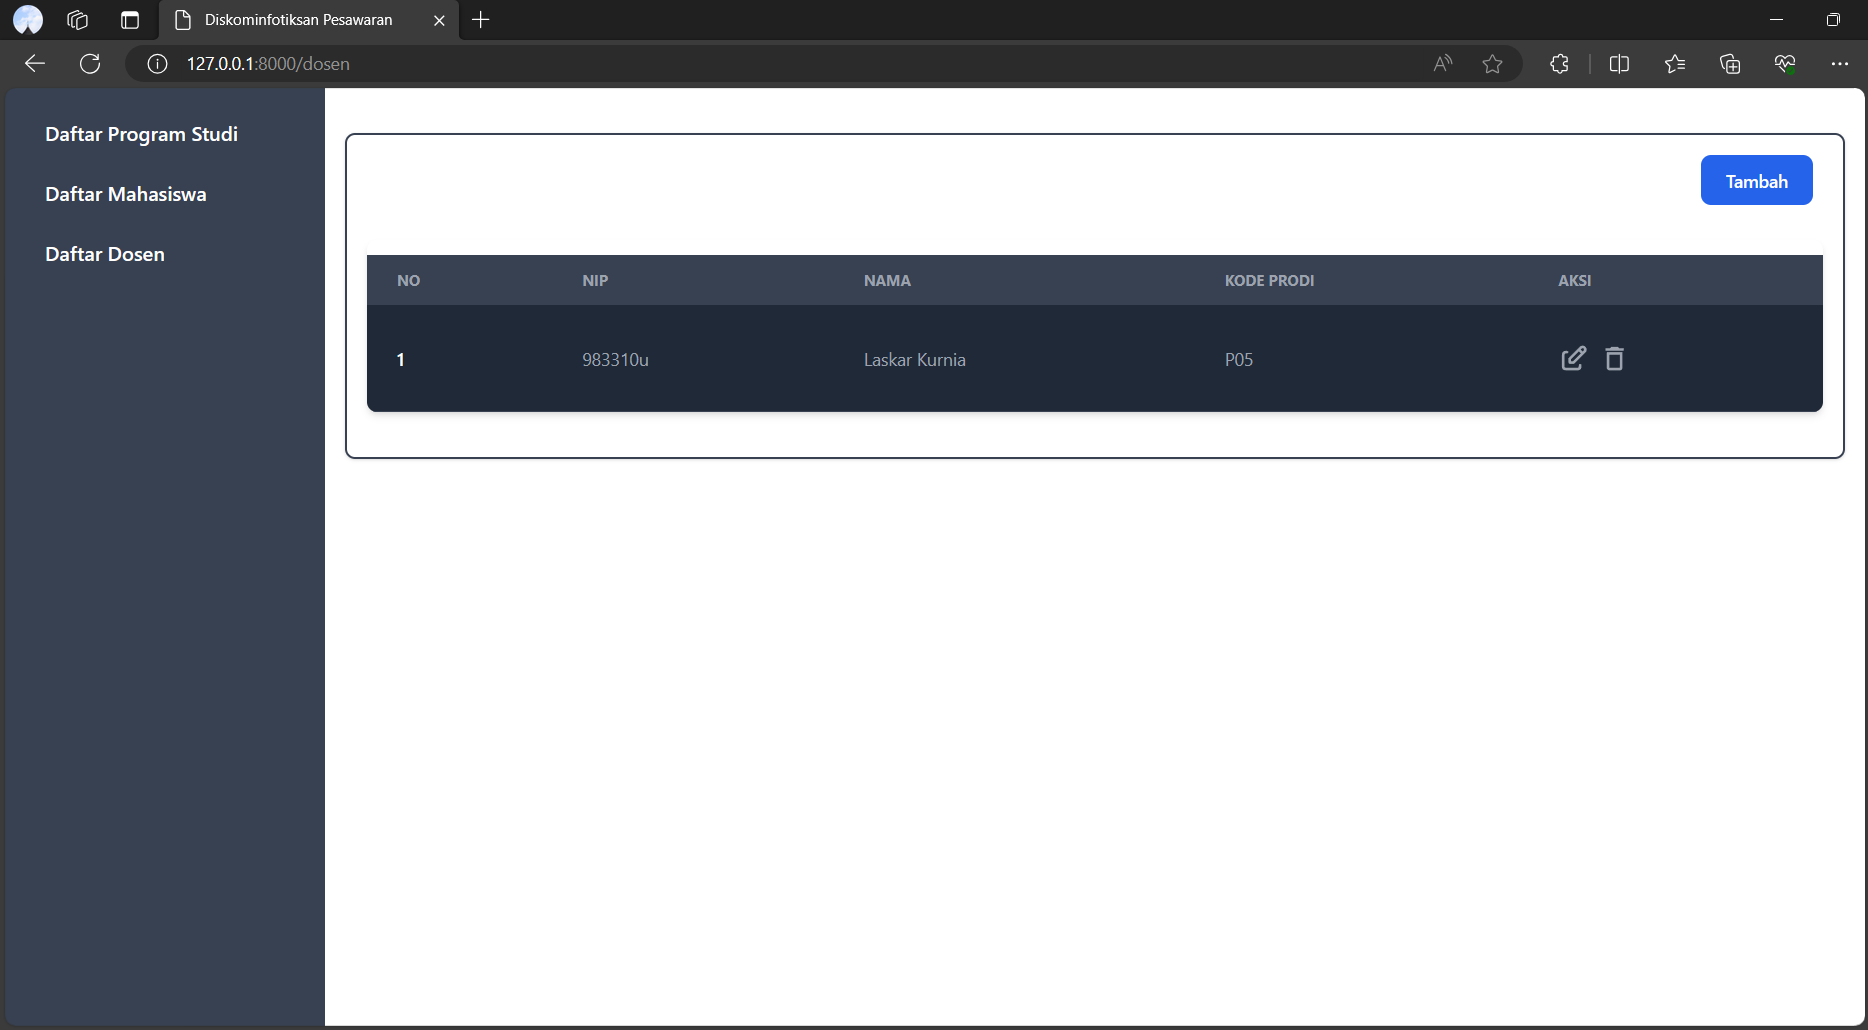 Diskominfotiksan Pesawaran
127.0.0.1:8000/dosen
Daftar Program Studi
Daftar Mahasiswa
Daftar Dosen
Tambah
NO NIP NAMA KODE PRODI AKSI
1 983310u Laskar Kurnia P05